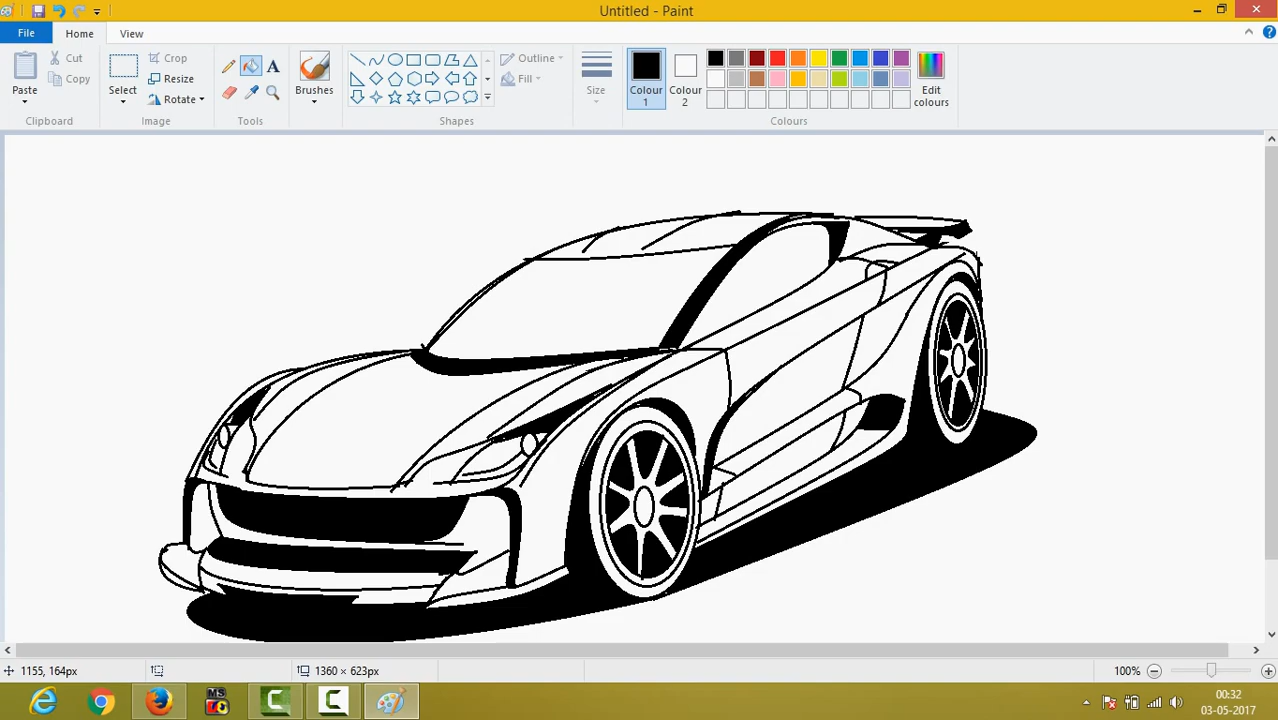 Untitled - Paint
File Home View
Paste
Cut
Copy
Clipboard
Select
Crop
Resize
Rotate
Image
A
Tools
Brushes
Shapes
Outline
Fill
Size
Colour
1
Colour
2
Edit
colours
Colours
1155, 164px
1360 × 623px
100%
MS
00:32
03-05-2017